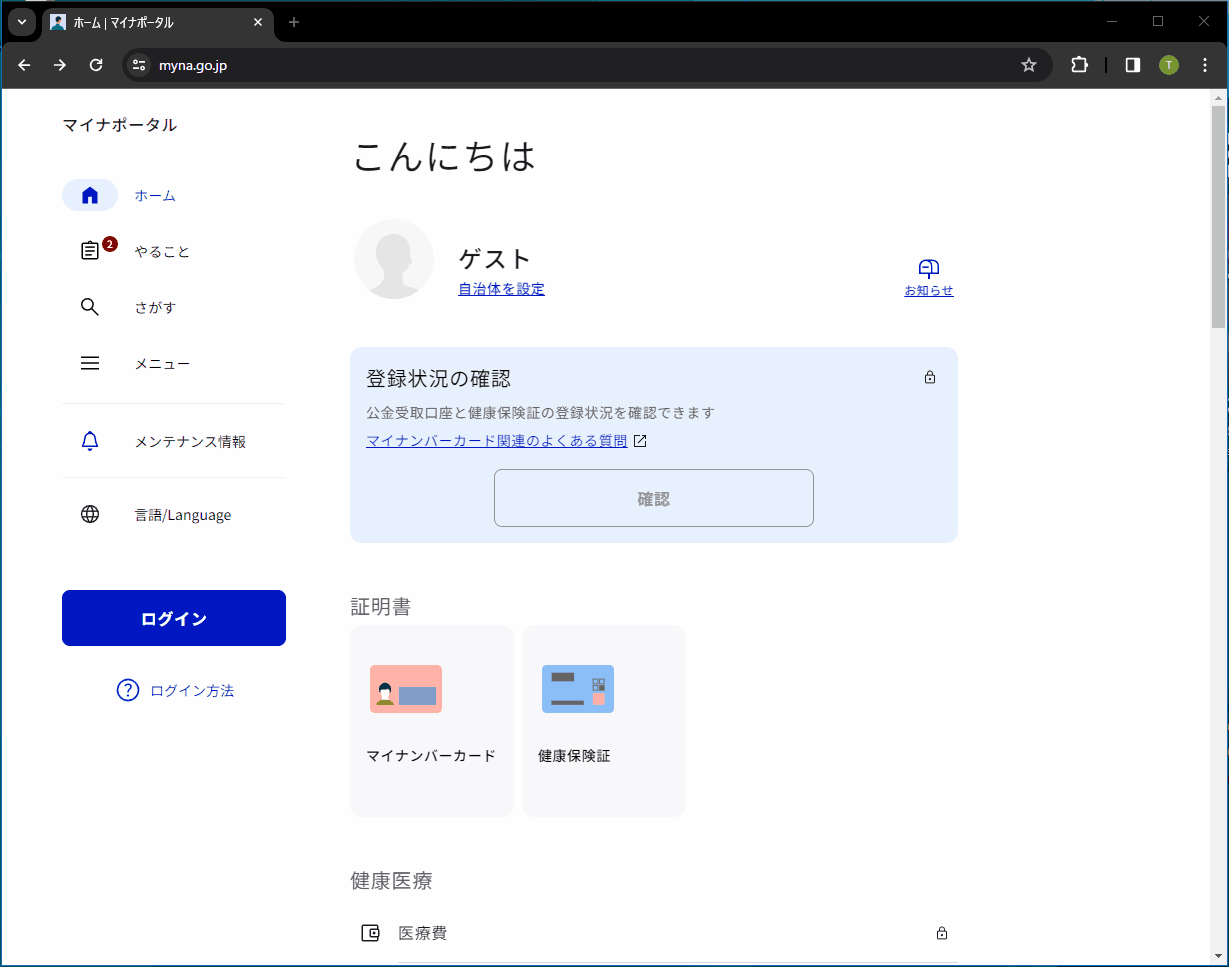 ホーム | マイナポータル
myna.go.jp
T
マイナポータル
ホーム
2
やること
さがす
メニュー
メンテナンス情報
言語/Language
ログイン
ログイン方法
こんにちは
ゲスト
自治体を設定
お知らせ
登録状況の確認
公金受取口座と健康保険証の登録状況を確認できます
マイナンバーカード関連のよくある質問
確認
証明書
マイナンバーカード
健康保険証
健康医療
医療費